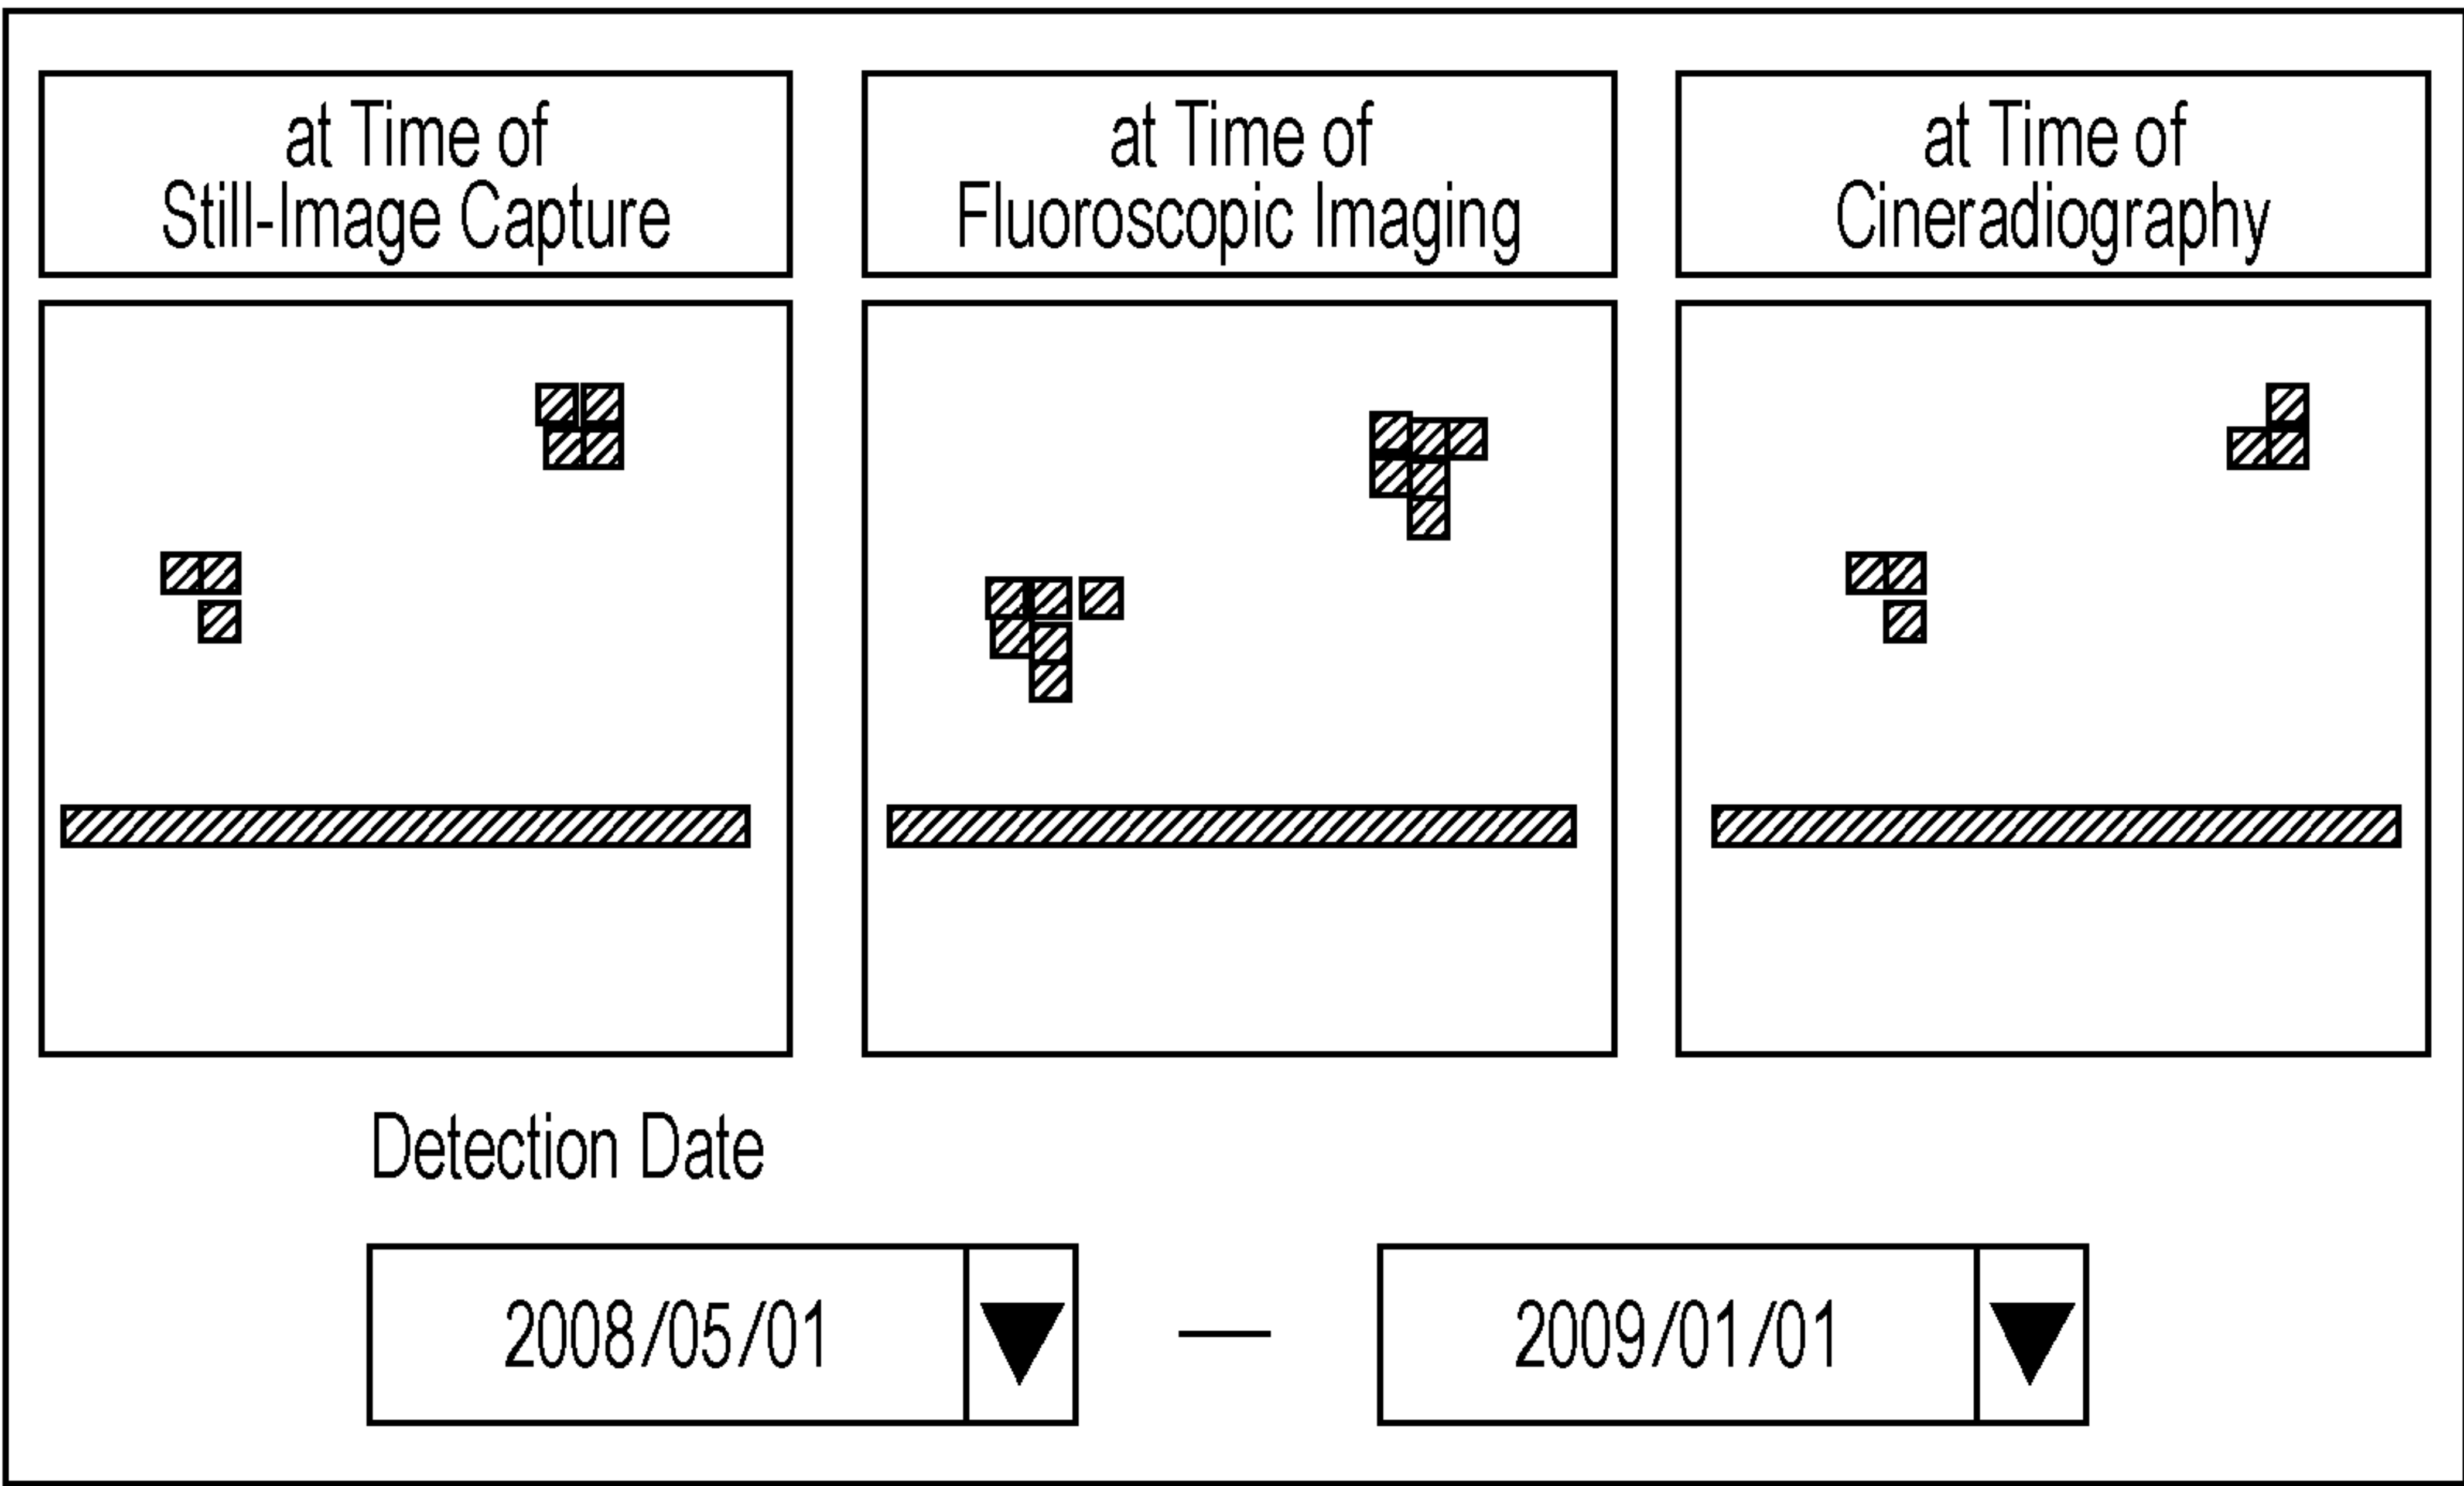 at Time of
Still-Image Capture
at Time of
Fluoroscopic Imaging
at Time of
Cineradiography
Detection Date
2008/05/01
—
2009/01/01